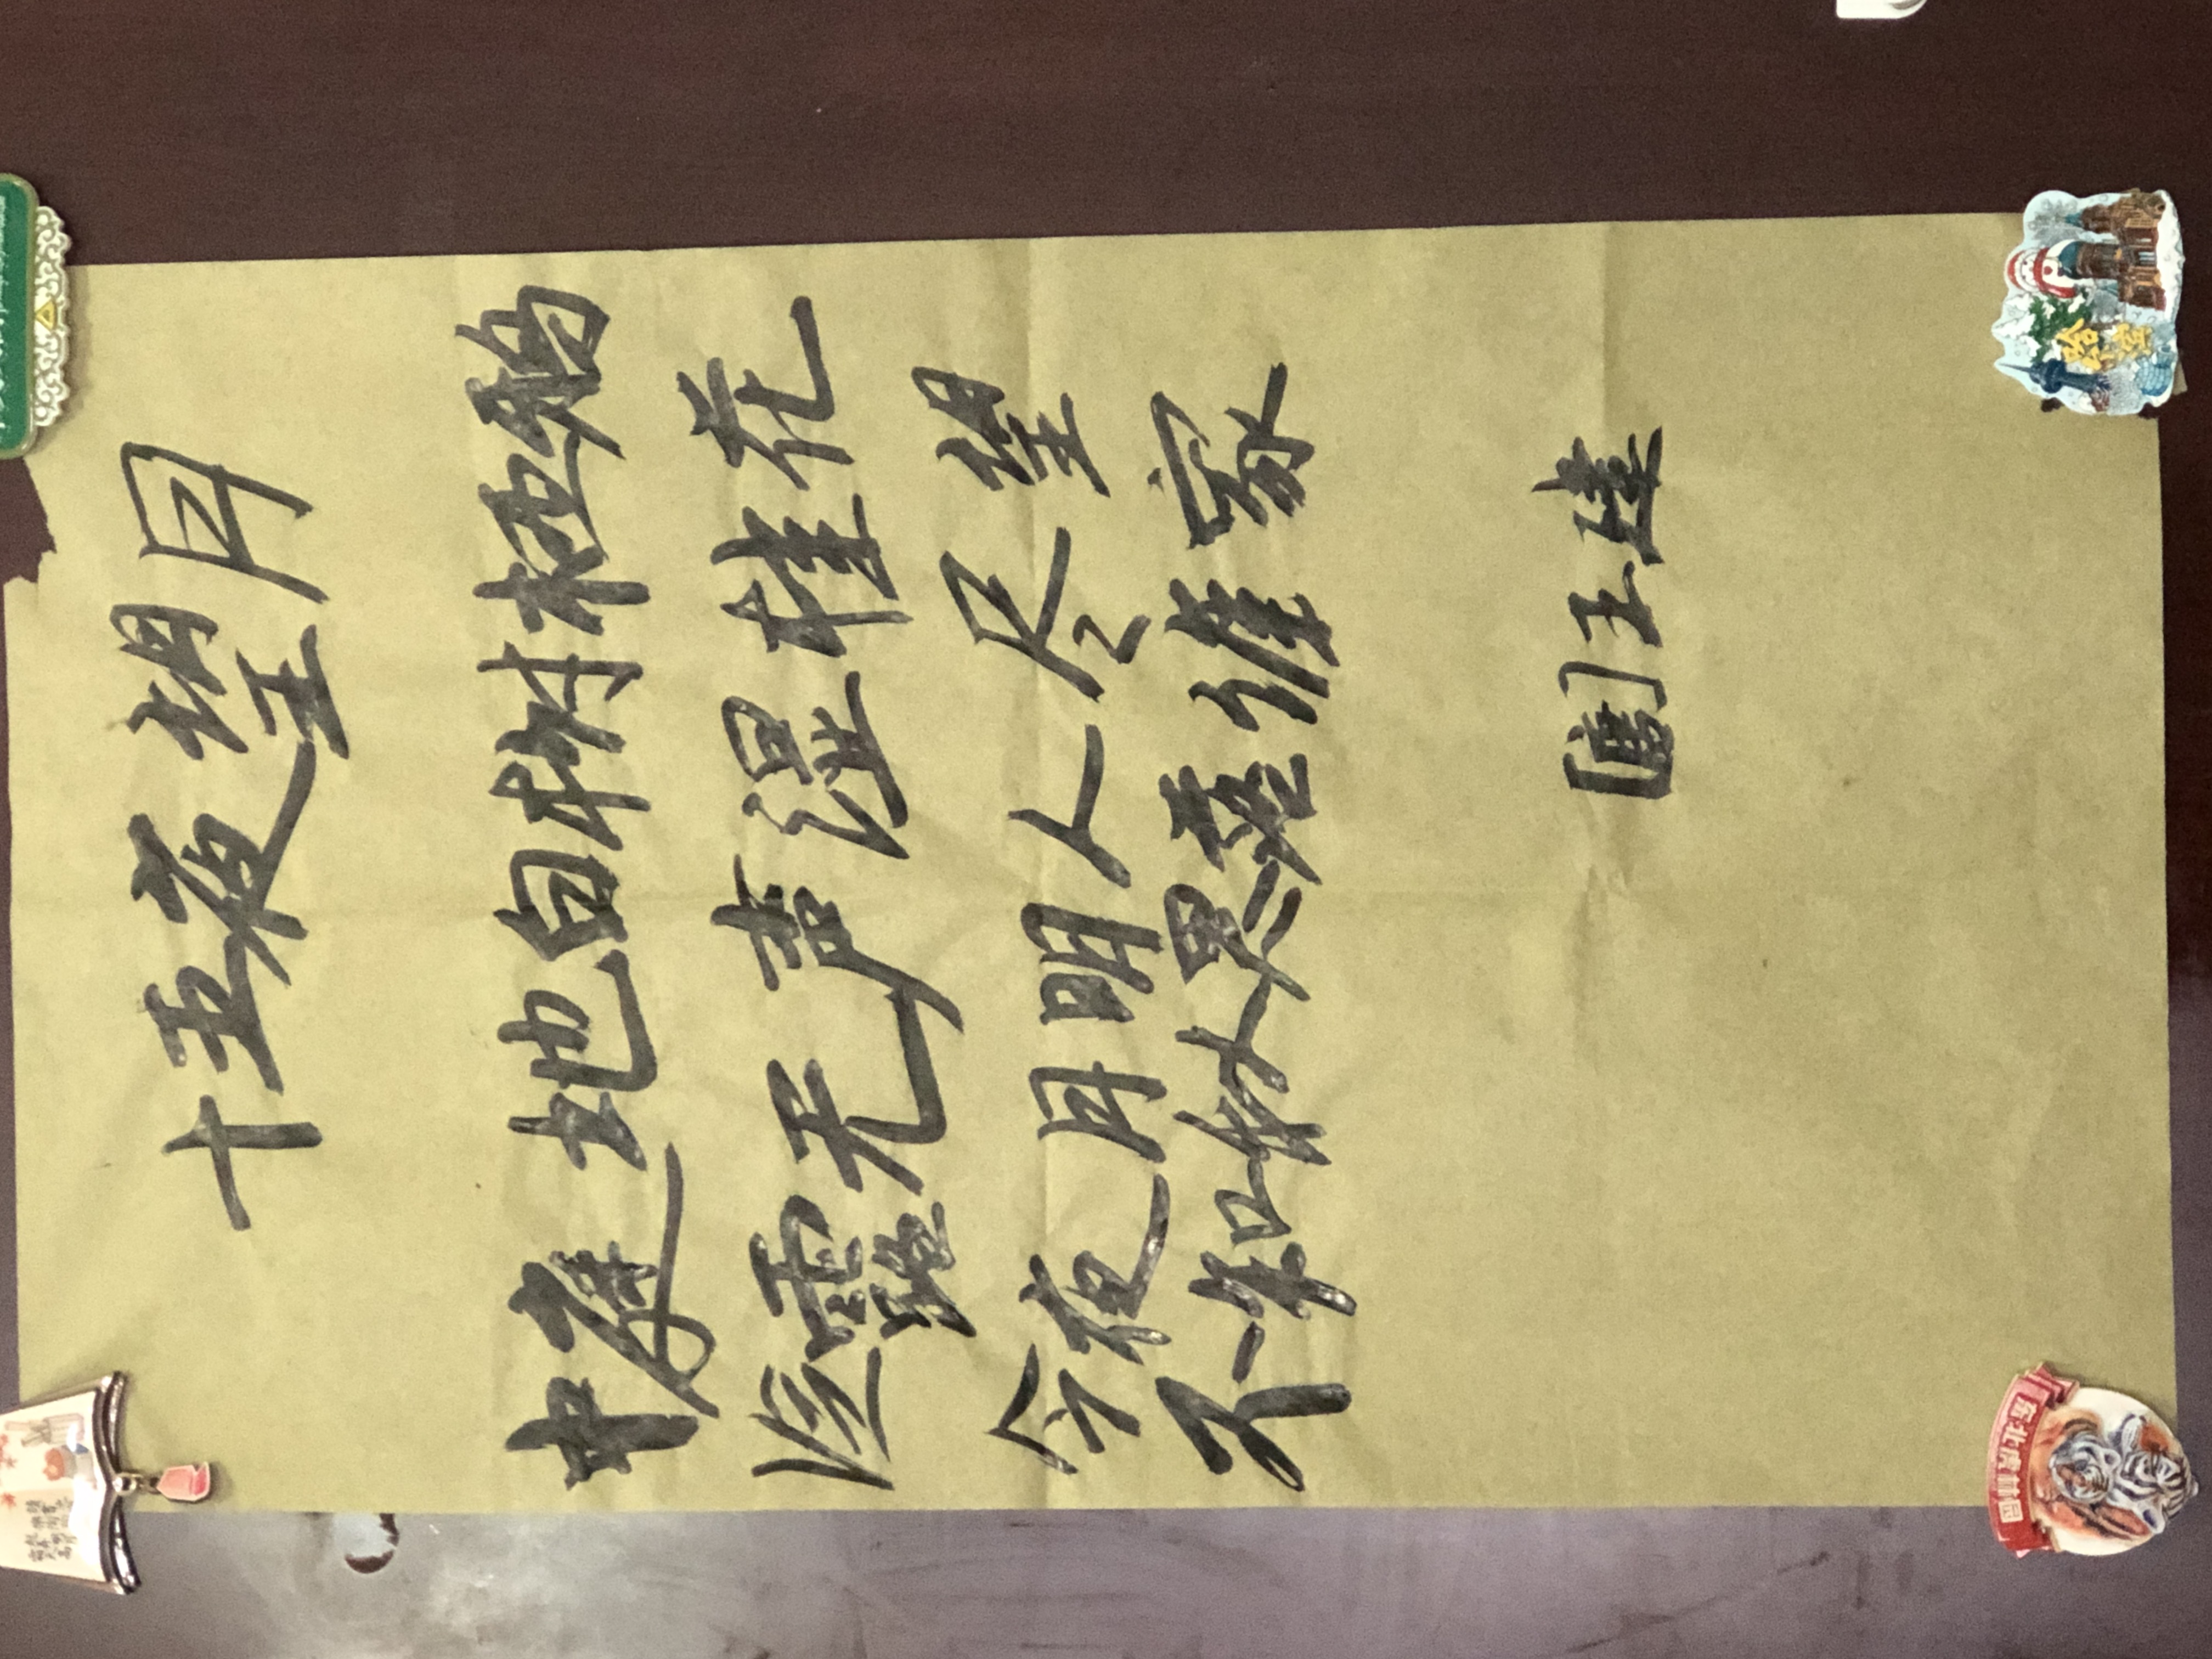 十五夜望月
中庭地白树栖鸦
冷露无声湿桂花
今夜月明人尽望
不知秋思落谁家
[唐]王建
东北虎林园
哈尔滨